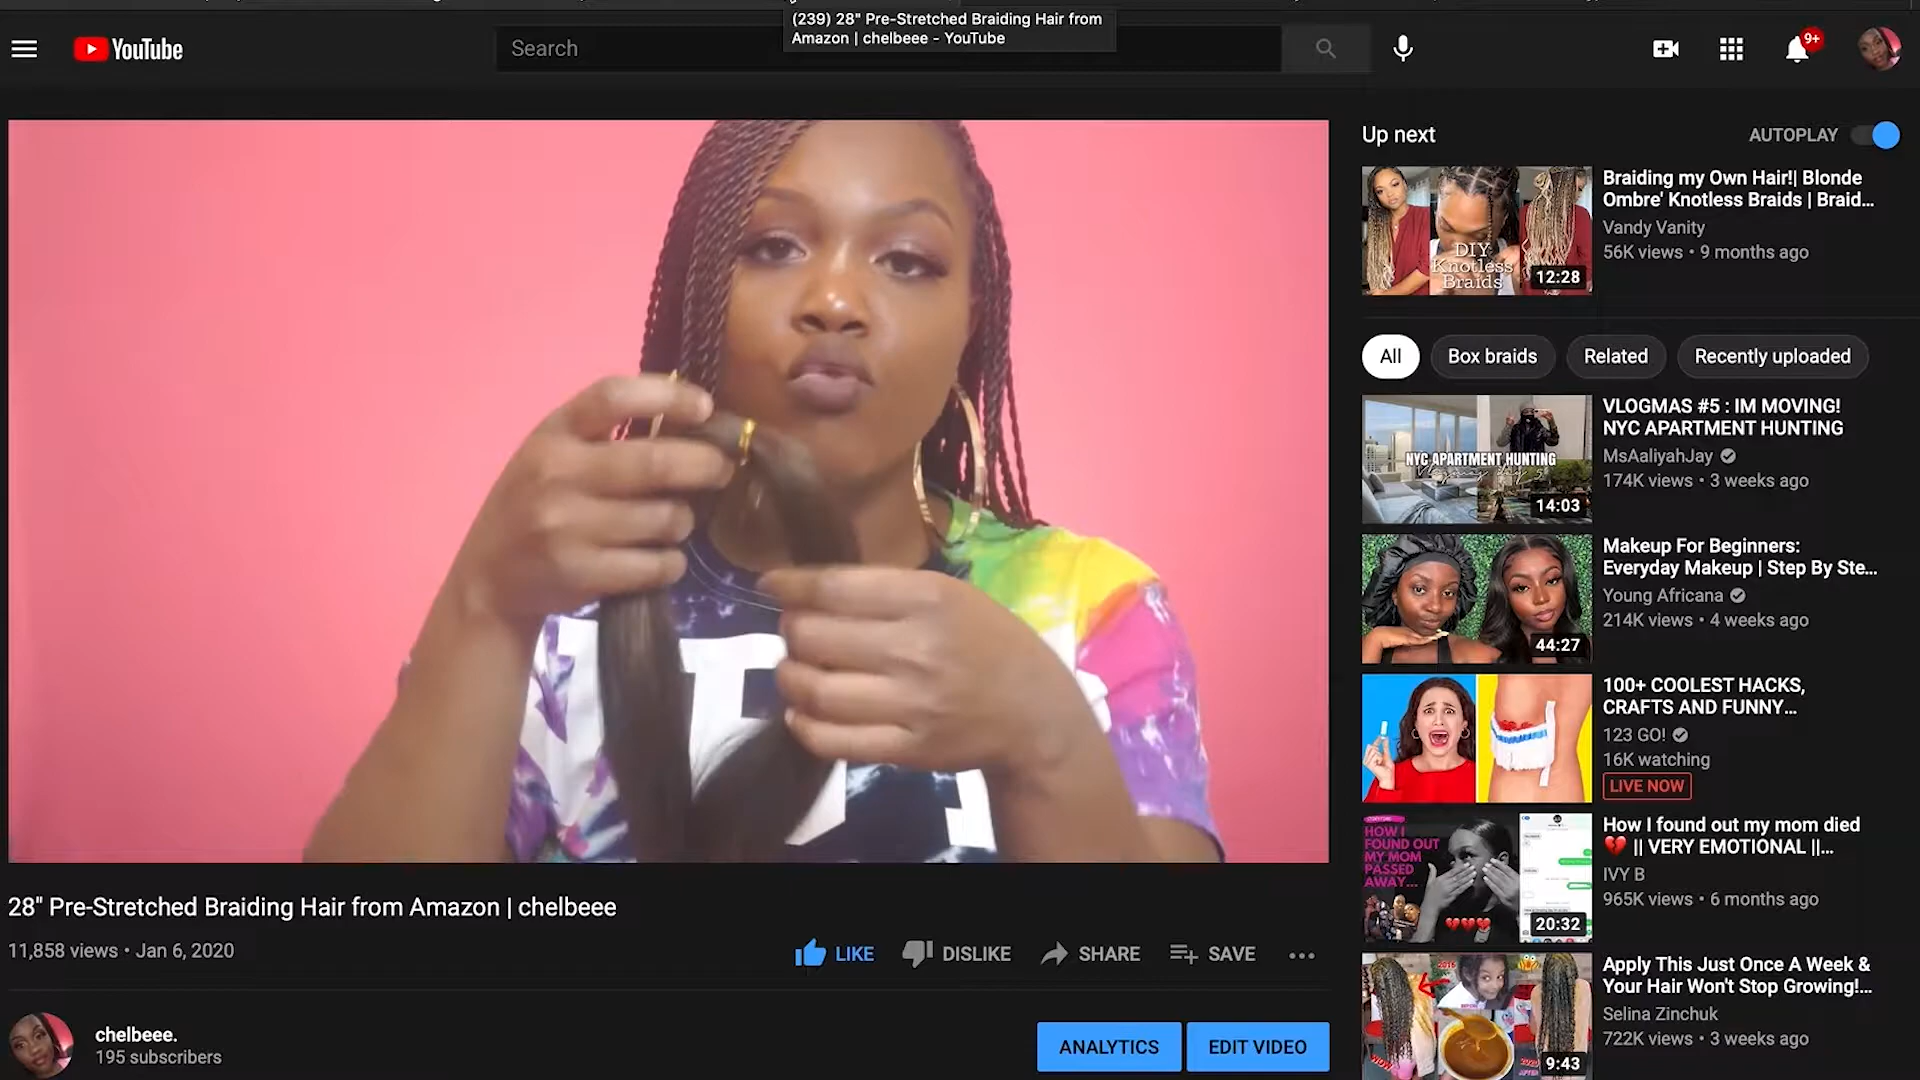 (239) 28" Pre-Stretched Braiding Hair from
Amazon | chelbeee - YouTube
YouTube
Search
9+
Up next
AUTOPLAY
DIY
Knotless
Braids
12:28
Braiding my Own Hair!| Blonde
Ombre' Knotless Braids | Braid...
Vandy Vanity
56K views • 9 months ago
All
Box braids
Related
Recently uploaded
NYC APARTMENT HUNTING
14:03
VLOGMAS #5 : IM MOVING!
NYC APARTMENT HUNTING
MsAaliyahJay
174K views • 3 weeks ago
44:27
Makeup For Beginners:
Everyday Makeup | Step By Ste...
Young Africana
214K views • 4 weeks ago
100+ COOLEST HACKS,
CRAFTS AND FUNNY...
123 GO!
16K watching
LIVE NOW
HOW I
FOUND OUT
MY MOM
PASSED
AWAY...
20:32
How I found out my mom died
💔 || VERY EMOTIONAL ||...
IVY B
965K views • 6 months ago
9:43
Apply This Just Once A Week &
Your Hair Won't Stop Growing!...
Selina Zinchuk
722K views • 3 weeks ago
28" Pre-Stretched Braiding Hair from Amazon | chelbeee
11,858 views • Jan 6, 2020
LIKE
DISLIKE
SHARE
SAVE
chelbeee.
195 subscribers
ANALYTICS
EDIT VIDEO